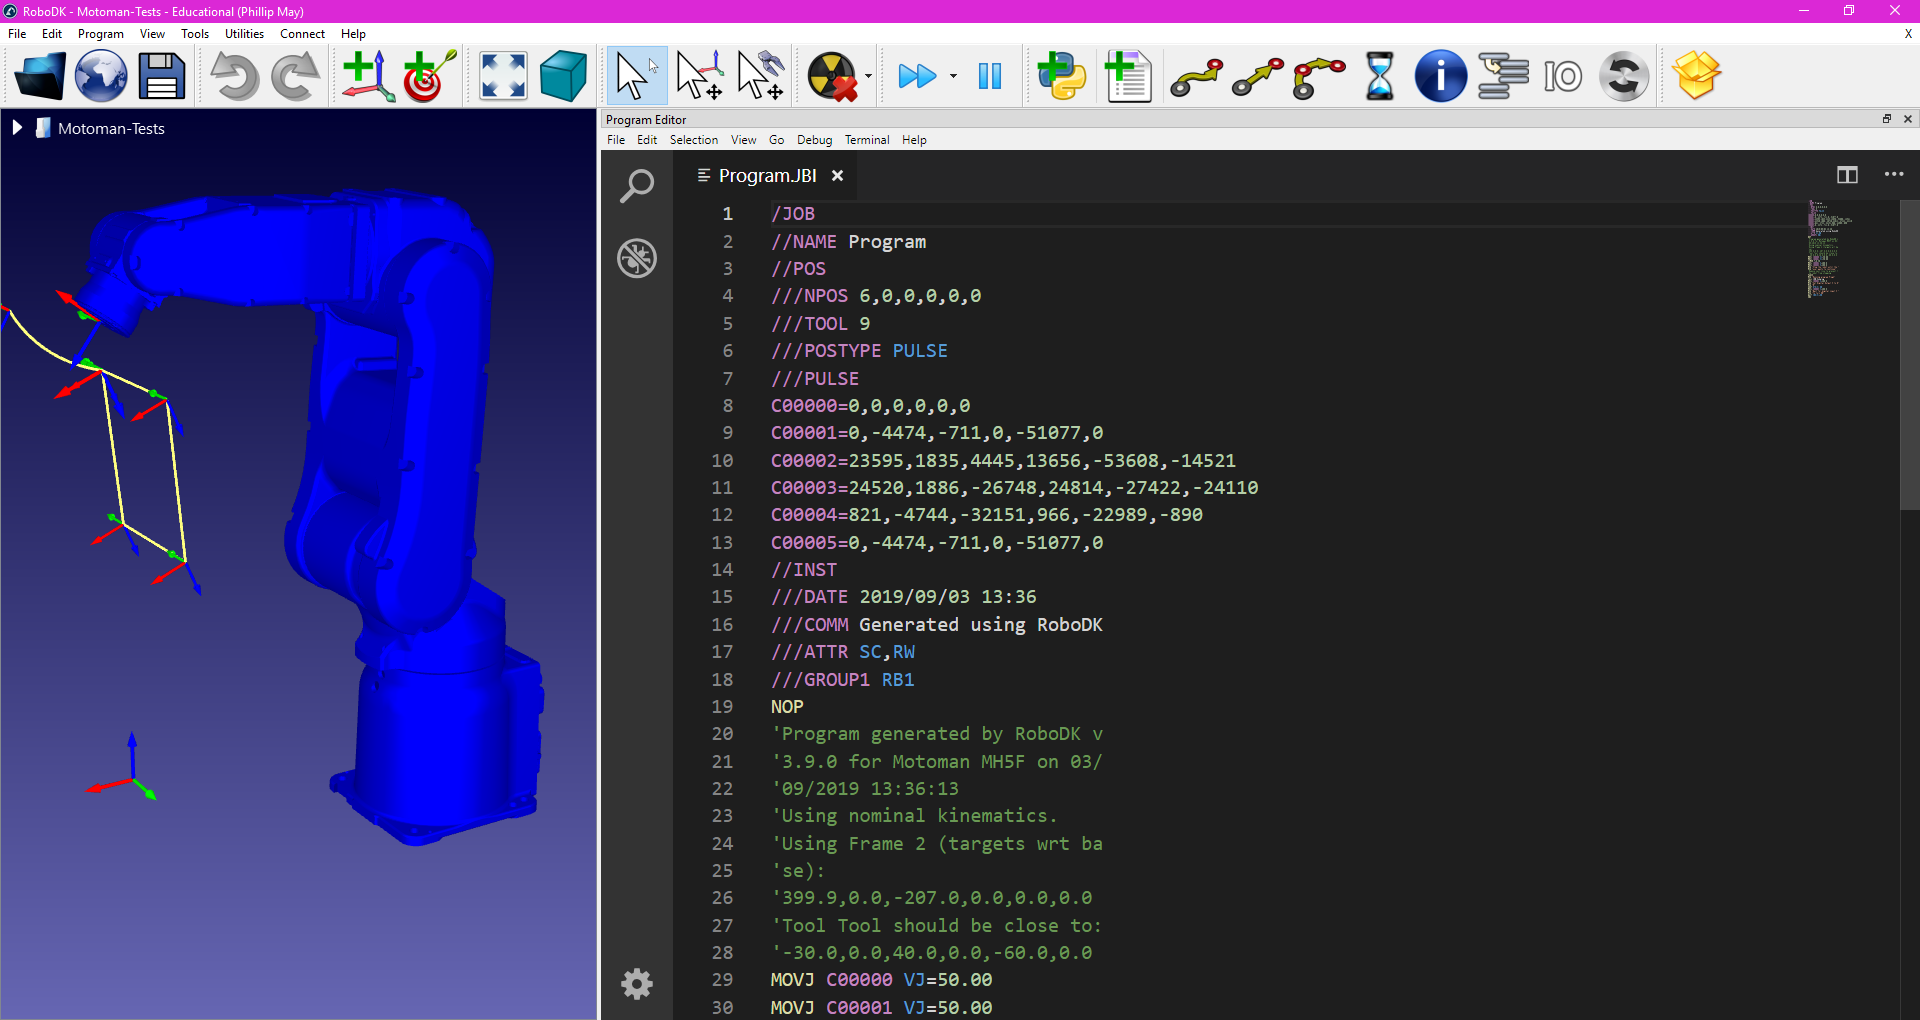 RoboDK - Motoman-Tests - Educational (Phillip May)
File Edit Program View Tools Utilities Connect Help X
IO
Motoman-Tests
Program Editor
File Edit Selection View Go Debug Terminal Help
Program.JBI
1 /JOB
2 //NAME Program
3 //POS
4 ///NPOS 6,0,0,0,0,0
5 ///TOOL 9
6 ///POSTYPE PULSE
7 ///PULSE
8 C00000=0,0,0,0,0,0
9 C00001=0,-4474,-711,0,-51077,0
10 C00002=23595,1835,4445,13656,-53608,-14521
11 C00003=24520,1886,-26748,24814,-27422,-24110
12 C00004=821,-4744,-32151,966,-22989,-890
13 C00005=0,-4474,-711,0,-51077,0
14 //INST
15 ///DATE 2019/09/03 13:36
16 ///COMM Generated using RoboDK
17 ///ATTR SC,RW
18 ///GROUP1 RB1
19 NOP
20 'Program generated by RoboDK v
21 '3.9.0 for Motoman MH5F on 03/
22 '09/2019 13:36:13
23 'Using nominal kinematics.
24 'Using Frame 2 (targets wrt ba
25 'se):
26 '399.9,0.0,-207.0,0.0,0.0,0.0
27 'Tool Tool should be close to:
28 '-30.0,0.0,40.0,0.0,-60.0,0.0
29 MOVJ C00000 VJ=50.00
30 MOVJ C00001 VJ=50.00